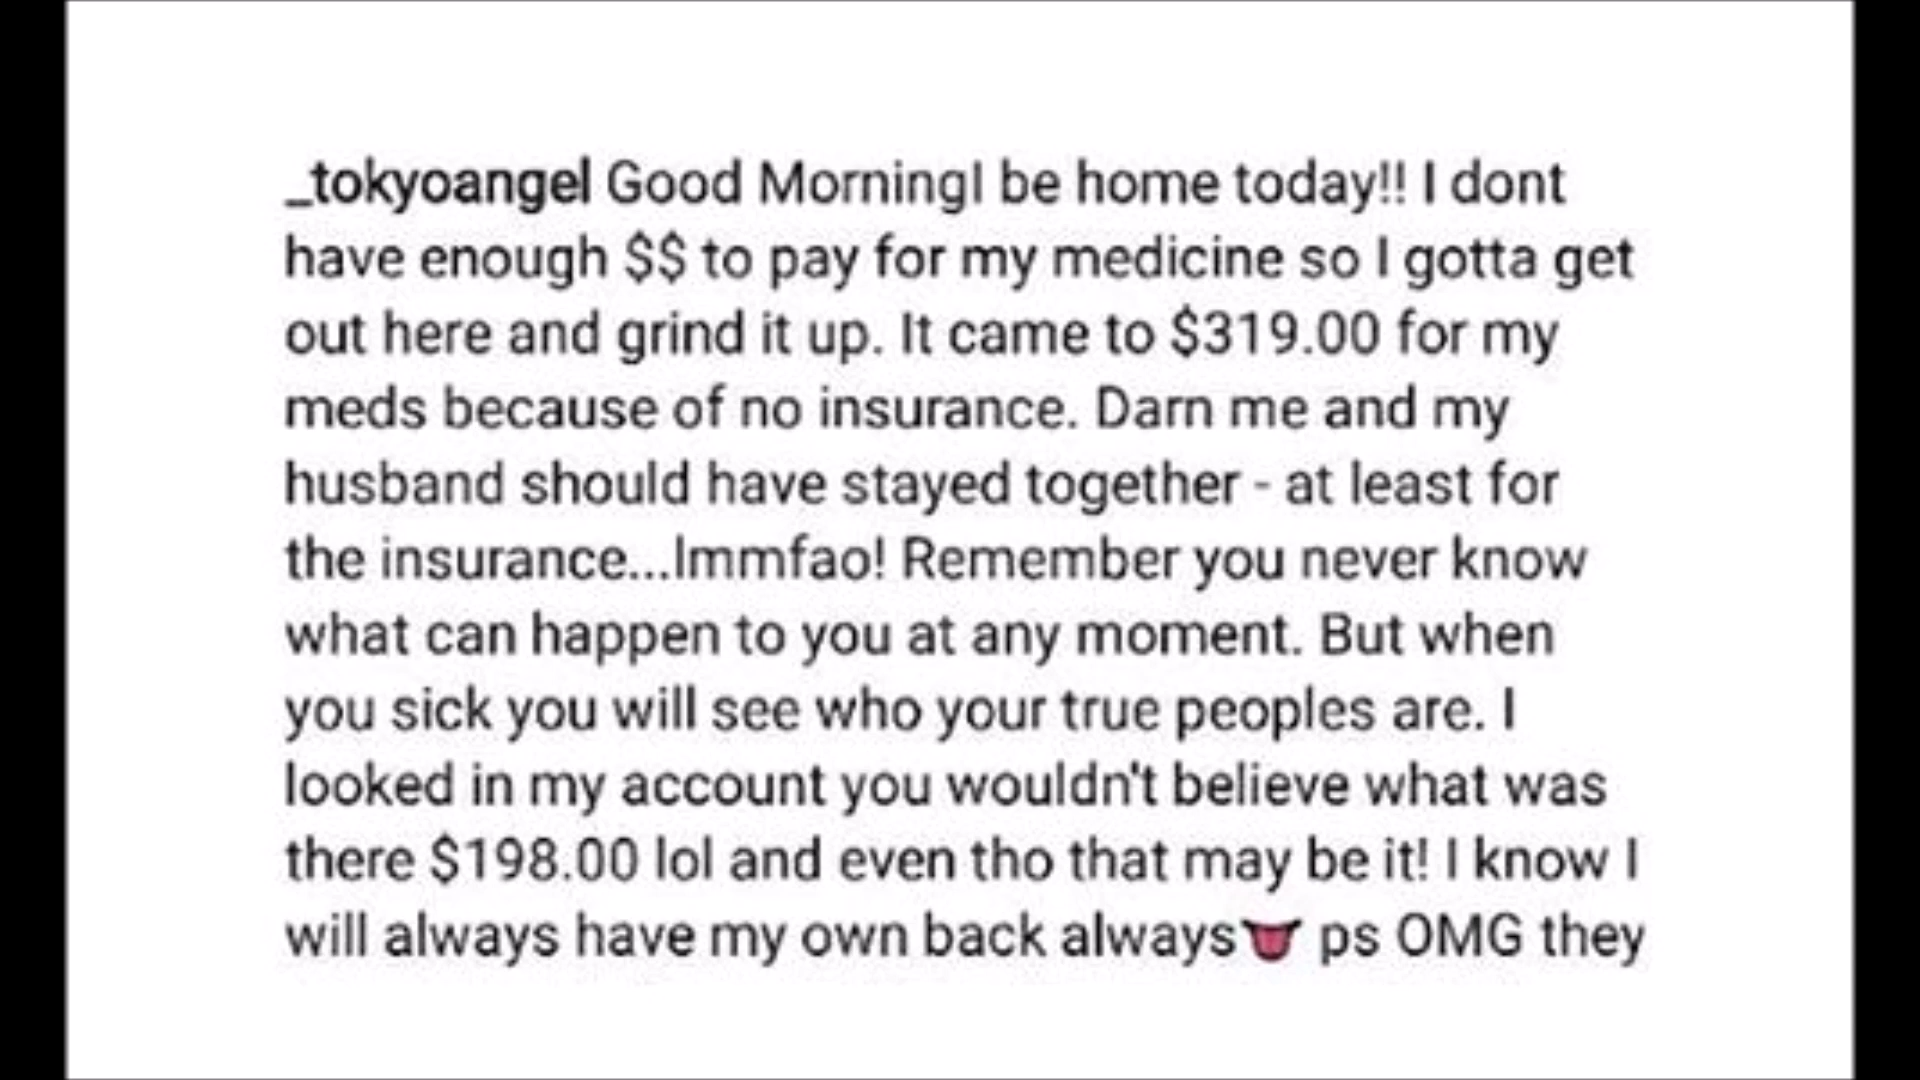 _tokyoangel Good MorningI be home today!! I dont
have enough $$ to pay for my medicine so I gotta get
out here and grind it up. It came to $319.00 for my
meds because of no insurance. Darn me and my
husband should have stayed together - at least for
the insurance...lmmfao! Remember you never know
what can happen to you at any moment. But when
you sick you will see who your true peoples are. I
looked in my account you wouldn't believe what was
there $198.00 lol and even tho that may be it! I know I
will always have my own back always👅 ps OMG they